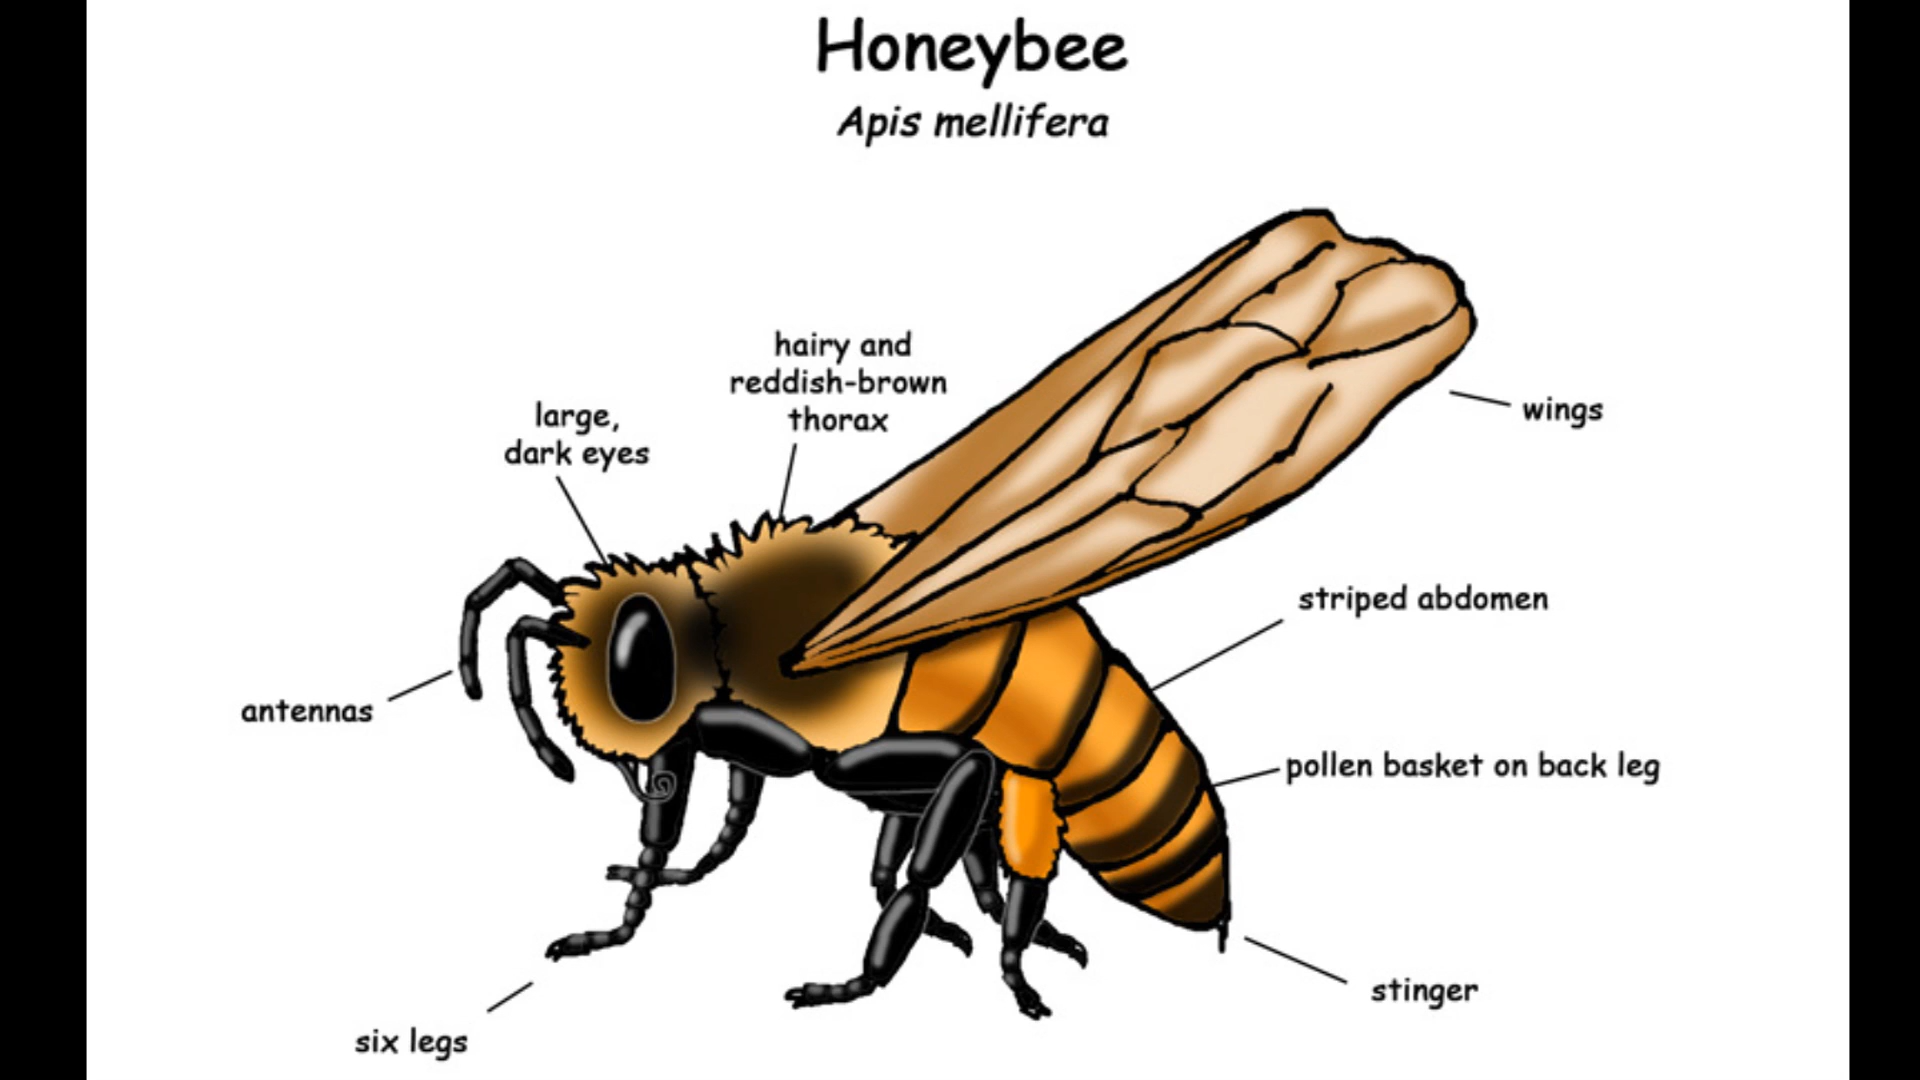 Honeybee
Apis mellifera
hairy and
reddish-brown
thorax
large,
dark eyes
wings
striped abdomen
antennas
pollen basket on back leg
stinger
six legs